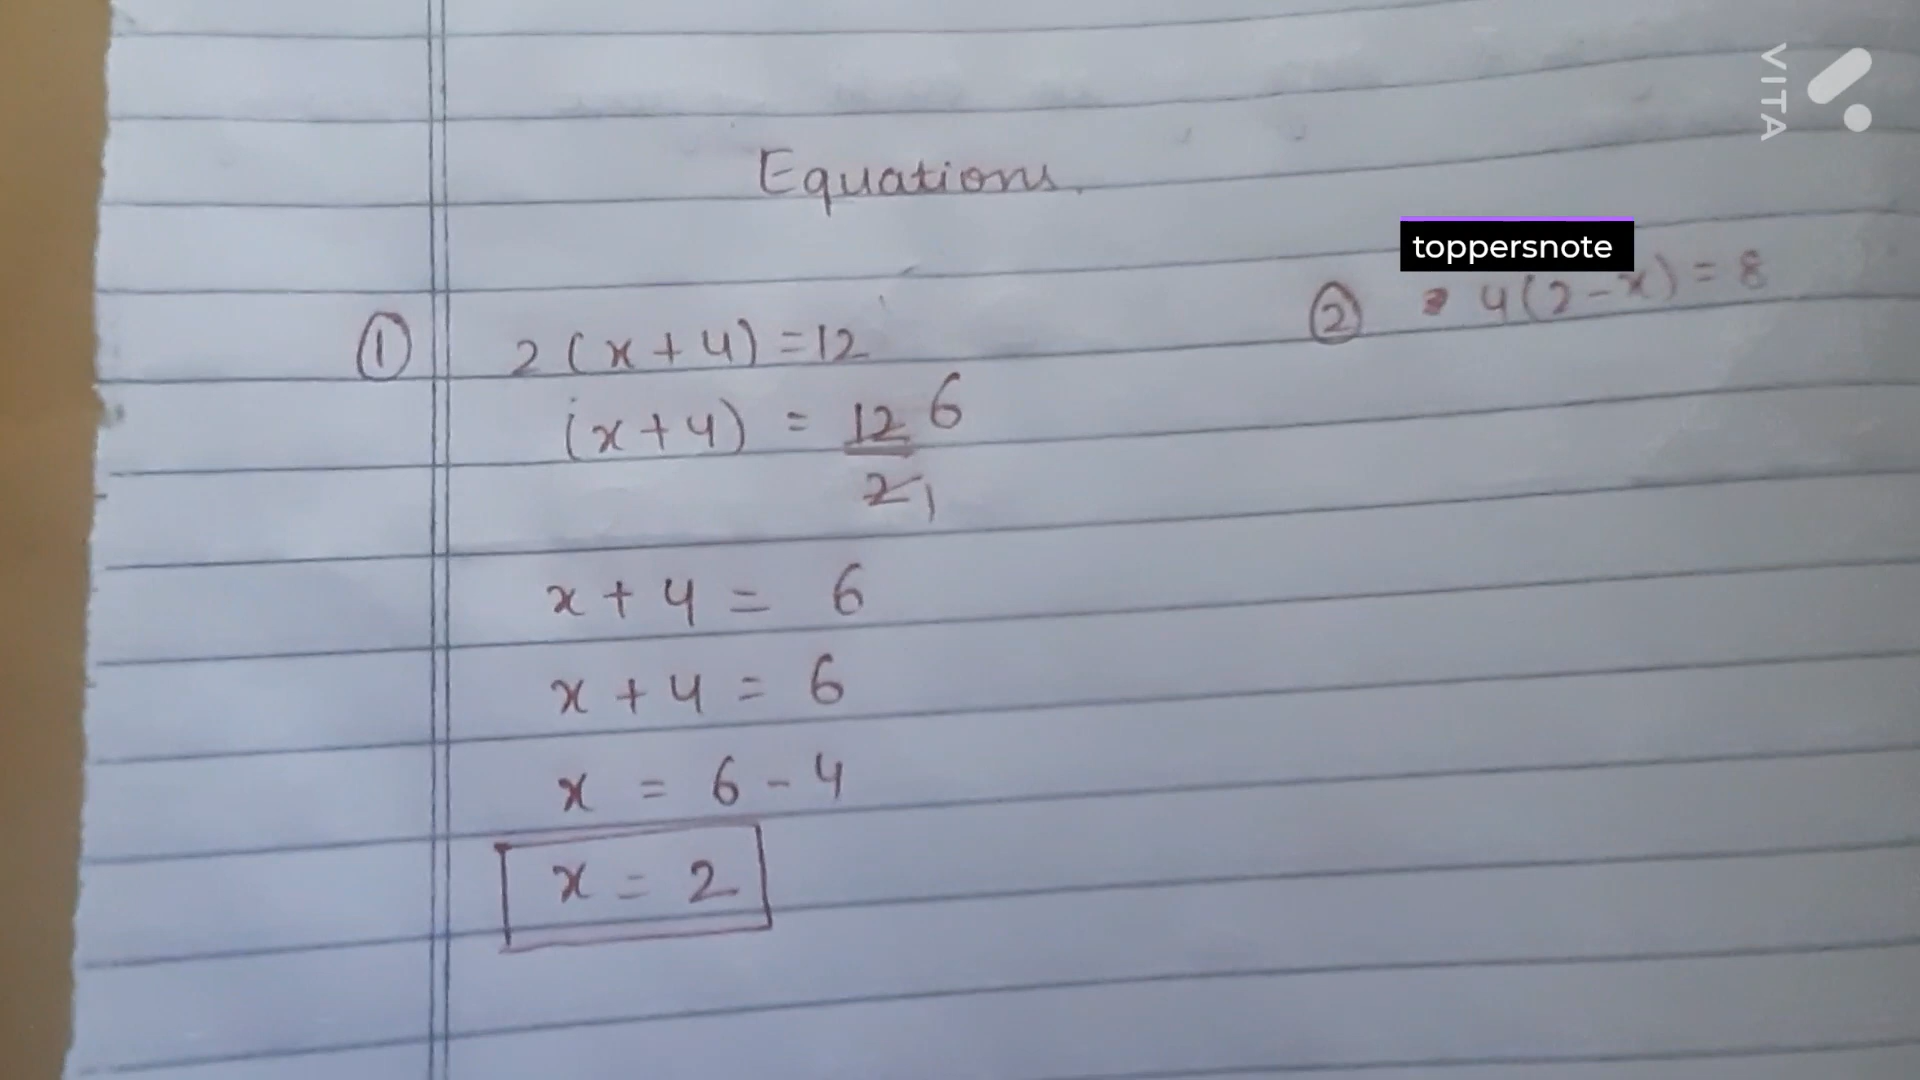 Equations.
① 2(x+4)=12
(x+4) = 12 6
2 1
x + 4 = 6
x + 4 = 6
x = 6 - 4
x = 2
② 4(2-x)=8
toppersnote
VITA